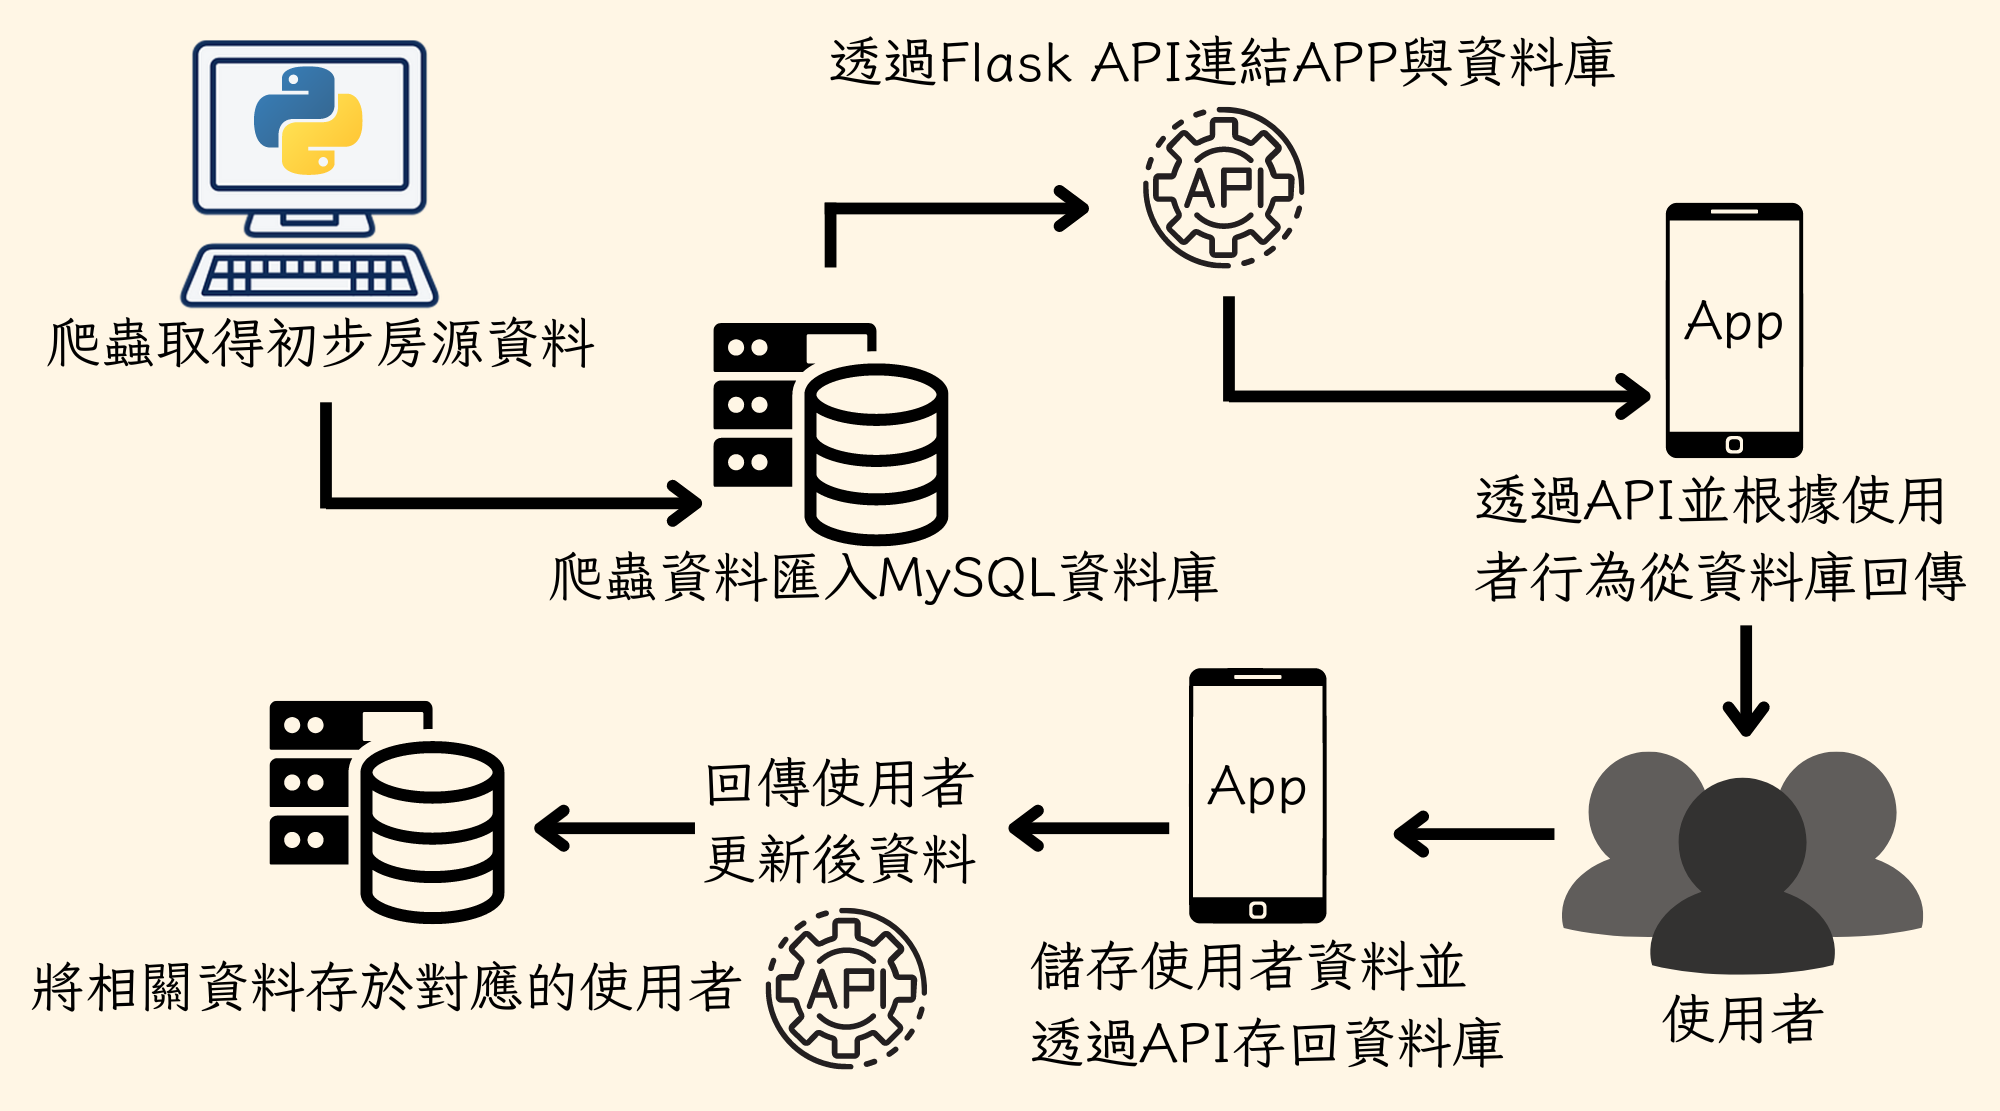 透過Flask API連結APP與資料庫
API
爬蟲取得初步房源資料
App
爬蟲資料匯入MySQL資料庫
透過API並根據使用
者行為從資料庫回傳
App
回傳使用者
更新後資料
將相關資料存於對應的使用者
API
儲存使用者資料並
透過API存回資料庫
使用者